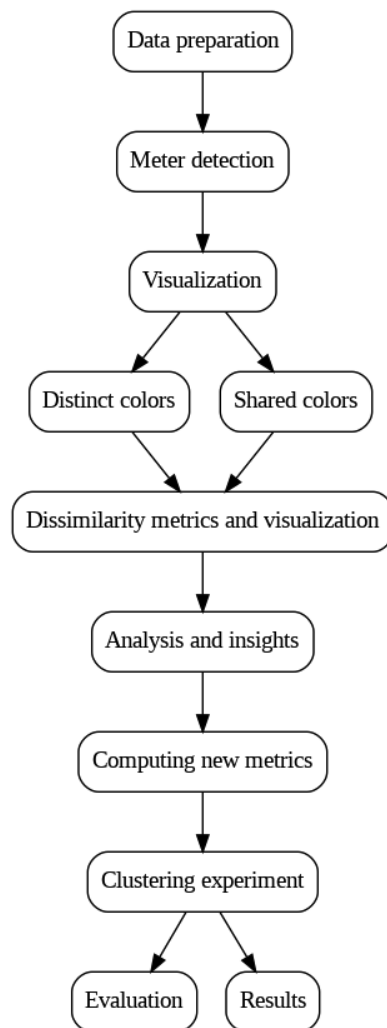 Data preparation
Meter detection
Visualization
Distinct colors
Shared colors
Dissimilarity metrics and visualization
Analysis and insights
Computing new metrics
Clustering experiment
Evaluation
Results